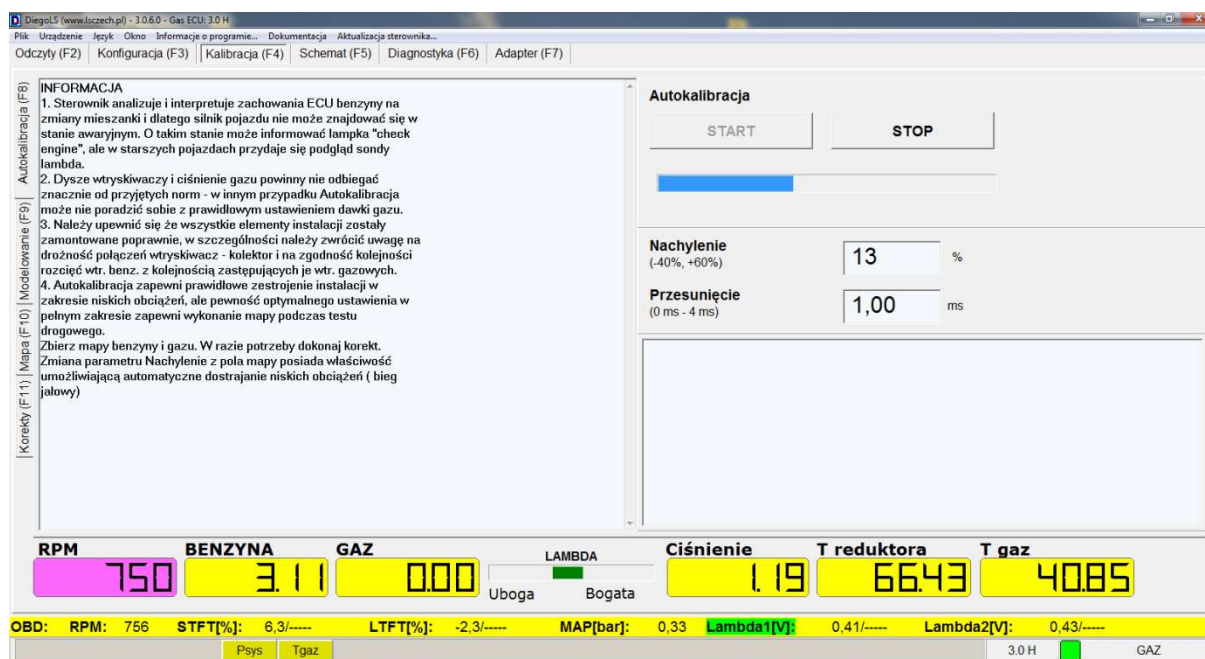 DiegoLS (www.lsczech.pl) - 3.0.6.0 - Gas ECU: 3.0 H
Plik Urządzenie Język Okno Informacje o programie... Dokumentacja Aktualizacja sterownika...
Odczyty (F2) Konfiguracja (F3) Kalibracja (F4) Schemat (F5) Diagnostyka (F6) Adapter (F7)
Autokalibracja (F8)
Modelowanie (F9)
Mapa (F10)
Korekty (F11)
INFORMACJA
1. Sterownik analizuje i interpretuje zachowania ECU benzyny na
zmiany mieszanki i dlatego silnik pojazdu nie może znajdować się w
stanie awaryjnym. O takim stanie może informować lampka "check
engine", ale w starszych pojazdach przydaje się podgląd sondy
lambda.
2. Dysze wtryskiwaczy i ciśnienie gazu powinny nie odbiegać
znacznie od przyjętych norm - w innym przypadku Autokalibracja
może nie poradzić sobie z prawidłowym ustawieniem dawki gazu.
3. Należy upewnić się że wszystkie elementy instalacji zostały
zamontowane poprawnie, w szczególności należy zwrócić uwagę na
drożność połączeń wtryskiwacz - kolektor i na zgodność kolejności
rozcięć wtr. benz. z kolejnością zastępujących je wtr. gazowych.
4. Autokalibracja zapewni prawidłowe zestrojenie instalacji w
zakresie niskich obciążeń, ale pewność optymalnego ustawienia w
pełnym zakresie zapewni wykonanie mapy podczas testu
drogowego.
Zbierz mapy benzyny i gazu. W razie potrzeby dokonaj korekt.
Zmiana parametru Nachylenie z pola mapy posiada właściwość
umożliwiającą automatyczne dostrajanie niskich obciążeń ( bieg
jałowy)
Autokalibracja
START STOP
Nachylenie
(-40%, +60%)
13 %
Przesunięcie
(0 ms - 4 ms)
1,00 ms
RPM BENZYNA GAZ LAMBDA Ciśnienie T reduktora T gaz
750 3.11 0.00 1.19 66.43 40.85
Uboga Bogata
OBD: RPM: 756 STFT[%]: 6,3/----- LTFT[%]: -2,3/----- MAP[bar]: 0,33 Lambda1[V]: 0,41/----- Lambda2[V]: 0,43/-----
Psys Tgaz 3.0 H GAZ